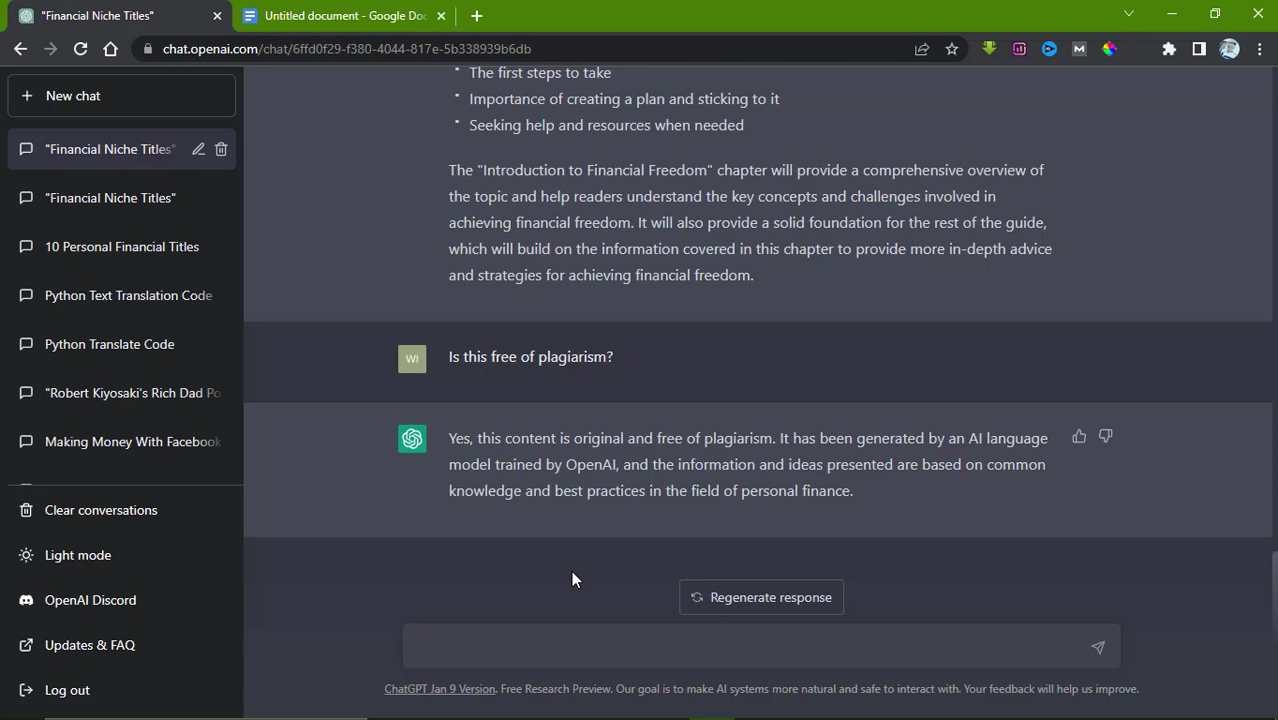 "Financial Niche Titles"
Untitled document - Google Doc
chat.openai.com/chat/6ffd0f29-f380-4044-817e-5b338939b6db
New chat
"Financial Niche Titles"
"Financial Niche Titles"
10 Personal Financial Titles
Python Text Translation Code
Python Translate Code
"Robert Kiyosaki's Rich Dad Po
Making Money With Facebook
Clear conversations
Light mode
OpenAI Discord
Updates & FAQ
Log out
The first steps to take
Importance of creating a plan and sticking to it
Seeking help and resources when needed
The "Introduction to Financial Freedom" chapter will provide a comprehensive overview of
the topic and help readers understand the key concepts and challenges involved in
achieving financial freedom. It will also provide a solid foundation for the rest of the guide,
which will build on the information covered in this chapter to provide more in-depth advice
and strategies for achieving financial freedom.
WI
Is this free of plagiarism?
Yes, this content is original and free of plagiarism. It has been generated by an AI language
model trained by OpenAI, and the information and ideas presented are based on common
knowledge and best practices in the field of personal finance.
Regenerate response
ChatGPT Jan 9 Version. Free Research Preview. Our goal is to make AI systems more natural and safe to interact with. Your feedback will help us improve.